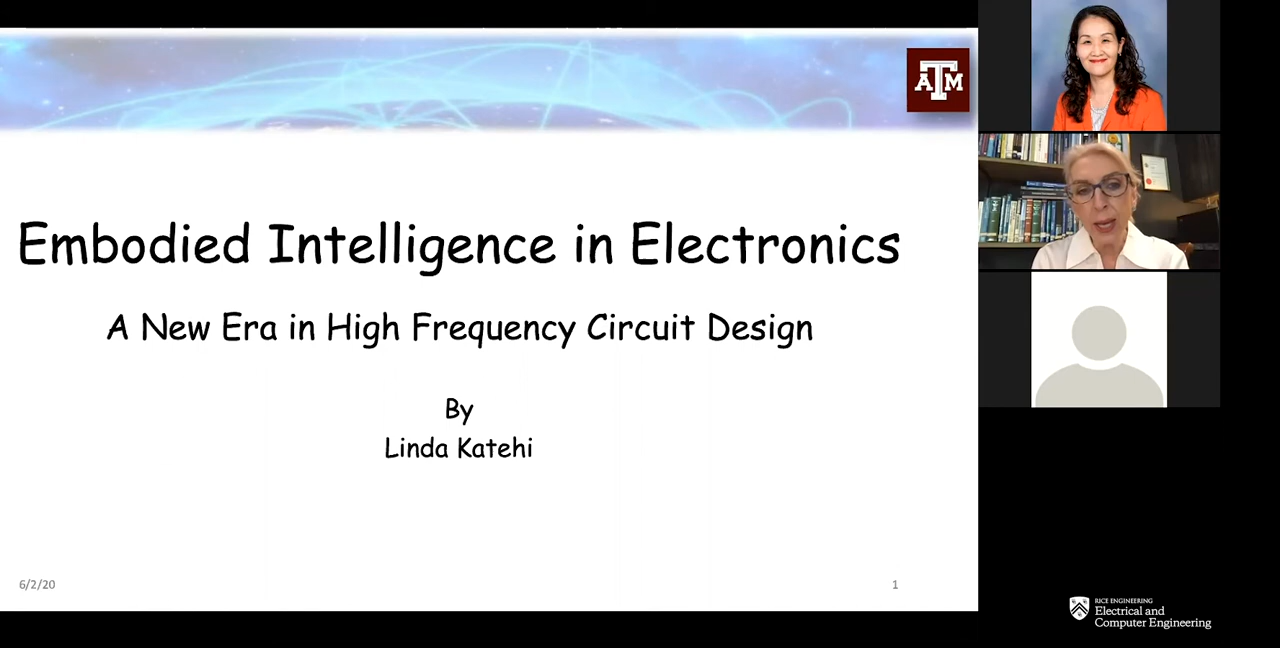 ATM
Embodied Intelligence in Electronics
A New Era in High Frequency Circuit Design
By
Linda Katehi
6/2/20
1
RICE ENGINEERING
Electrical and
Computer Engineering